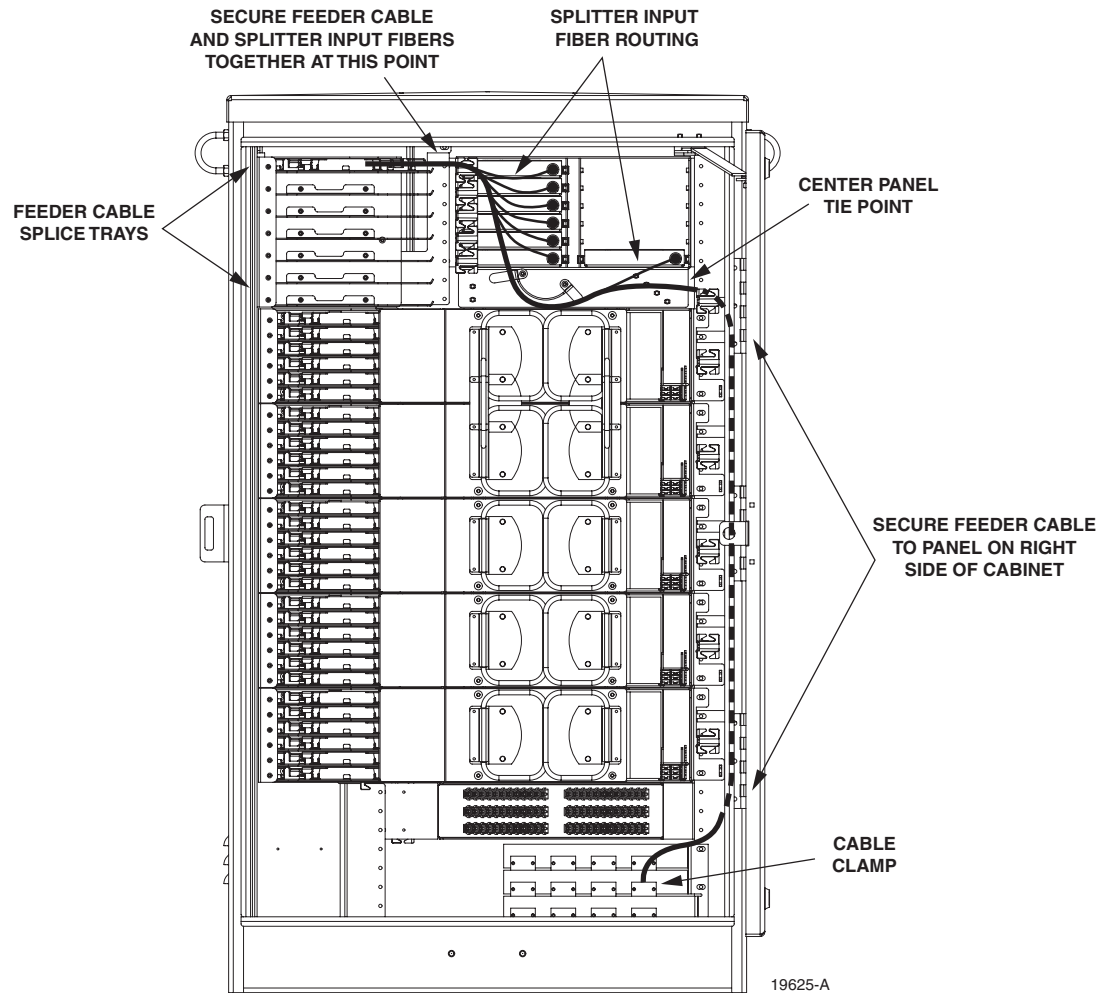 SECURE FEEDER CABLE
AND SPLITTER INPUT FIBERS
TOGETHER AT THIS POINT
SPLITTER INPUT
FIBER ROUTING
FEEDER CABLE
SPLICE TRAYS
CENTER PANEL
TIE POINT
SECURE FEEDER CABLE
TO PANEL ON RIGHT
SIDE OF CABINET
CABLE
CLAMP
19625-A